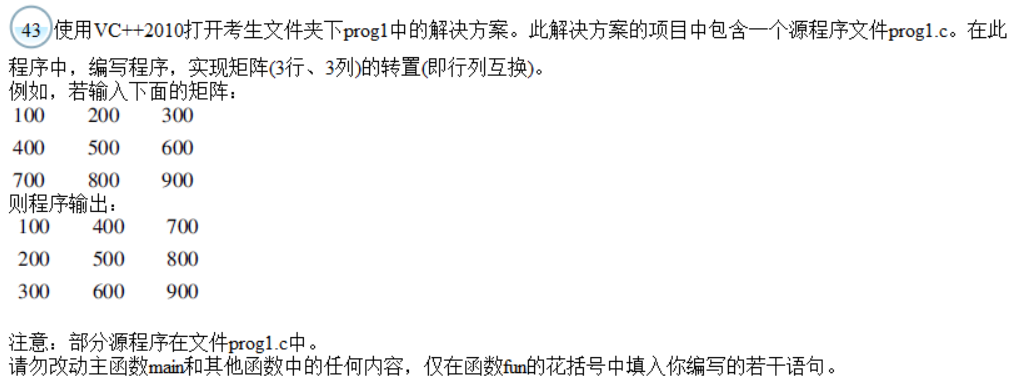 43 使用VC++2010打开考生文件夹下prog1中的解决方案。此解决方案的项目中包含一个源程序文件prog1.c。在此
程序中，编写程序，实现矩阵(3行、3列)的转置(即行列互换)。
例如，若输入下面的矩阵：
100 200 300
400 500 600
700 800 900
则程序输出：
100 400 700
200 500 800
300 600 900
注意：部分源程序在文件prog1.c中。
请勿改动主函数main和其他函数中的任何内容，仅在函数fun的花括号中填入你编写的若干语句。